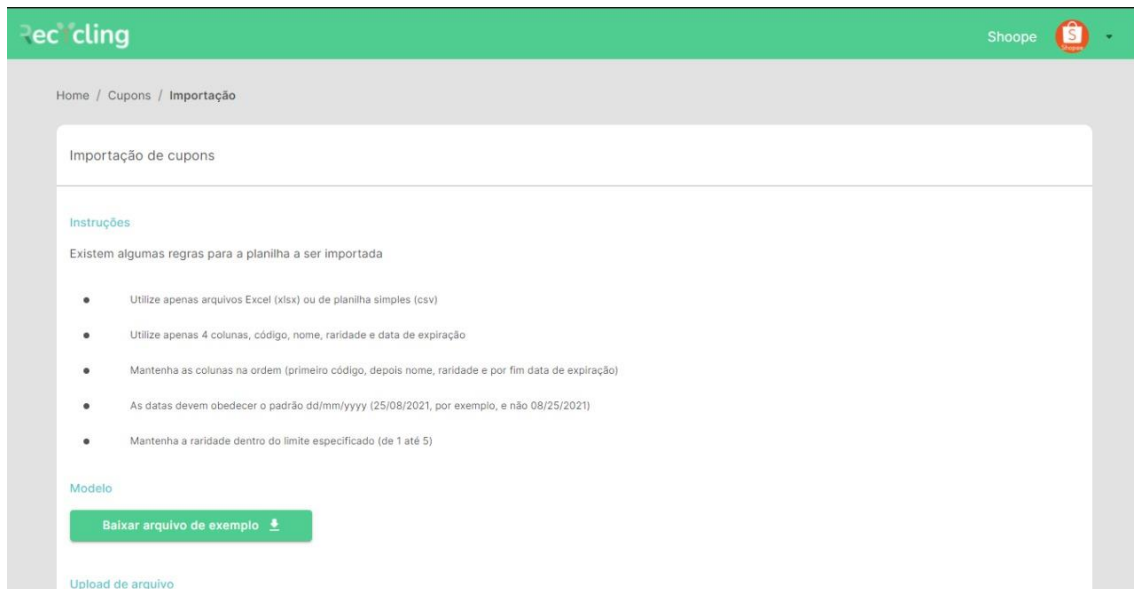 Recycling
Shoope
S
Shopee
Home / Cupons / Importação
Importação de cupons
Instruções
Existem algumas regras para a planilha a ser importada
Utilize apenas arquivos Excel (xlsx) ou de planilha simples (csv)
Utilize apenas 4 colunas, código, nome, raridade e data de expiração
Mantenha as colunas na ordem (primeiro código, depois nome, raridade e por fim data de expiração)
As datas devem obedecer o padrão dd/mm/yyyy (25/08/2021, por exemplo, e não 08/25/2021)
Mantenha a raridade dentro do limite especificado (de 1 até 5)
Modelo
Baixar arquivo de exemplo
Upload de arquivo